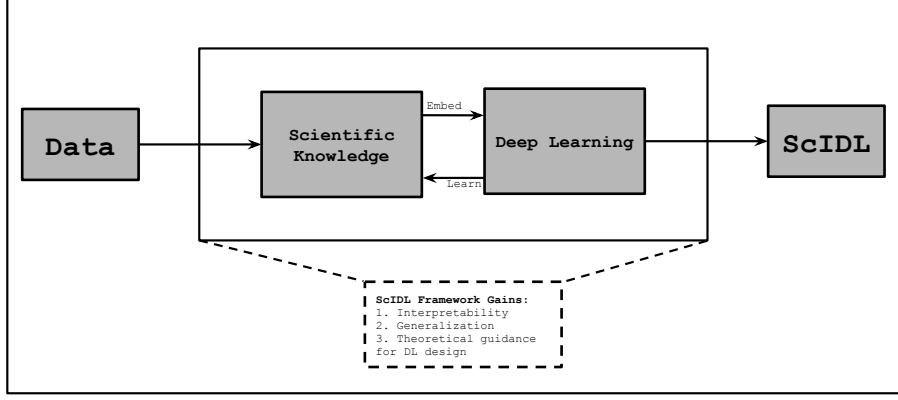 Data
Scientific
Knowledge
Embed
Learn
Deep Learning
ScIDL
ScIDL Framework Gains:
1. Interpretability
2. Generalization
3. Theoretical guidance
for DL design